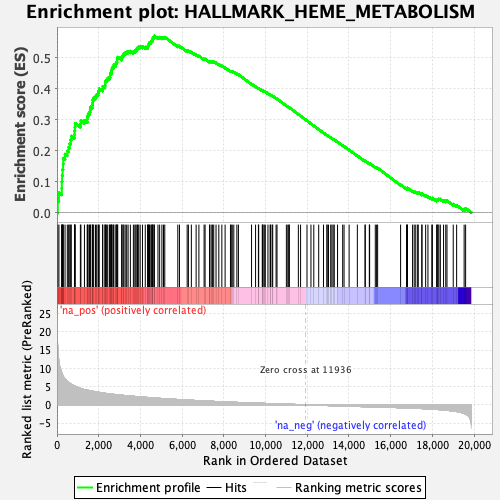 Enrichment plot: HALLMARK_HEME_METABOLISM
Enrichment score (ES)
0.5
0.4
0.3
0.2
0.1
0.0
'na_pos' (positively correlated)
Ranked list metric (PreRanked)
25
20
15
10
5
0
-5
Zero cross at 11936
'na_neg' (negatively correlated)
0
2,000
4,000
6,000
8,000
10,000
12,000
14,000
16,000
18,000
20,000
Rank in Ordered Dataset
Enrichment profile
Hits
Ranking metric scores